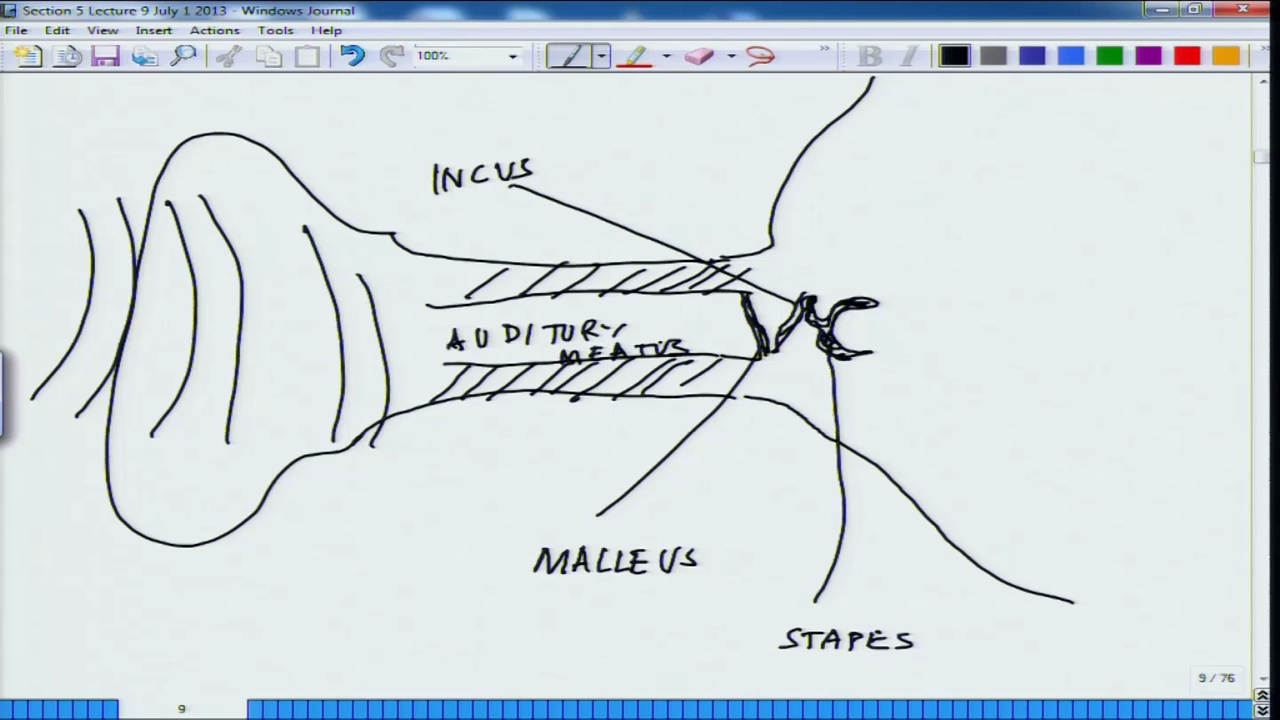 Section 5 Lecture 9 July 1 2013 - Windows Journal
File Edit View Insert Actions Tools Help
100%
B I
INCUS
AUDITORY
MEATUS
MALLEUS
STAPES
9 / 76
9